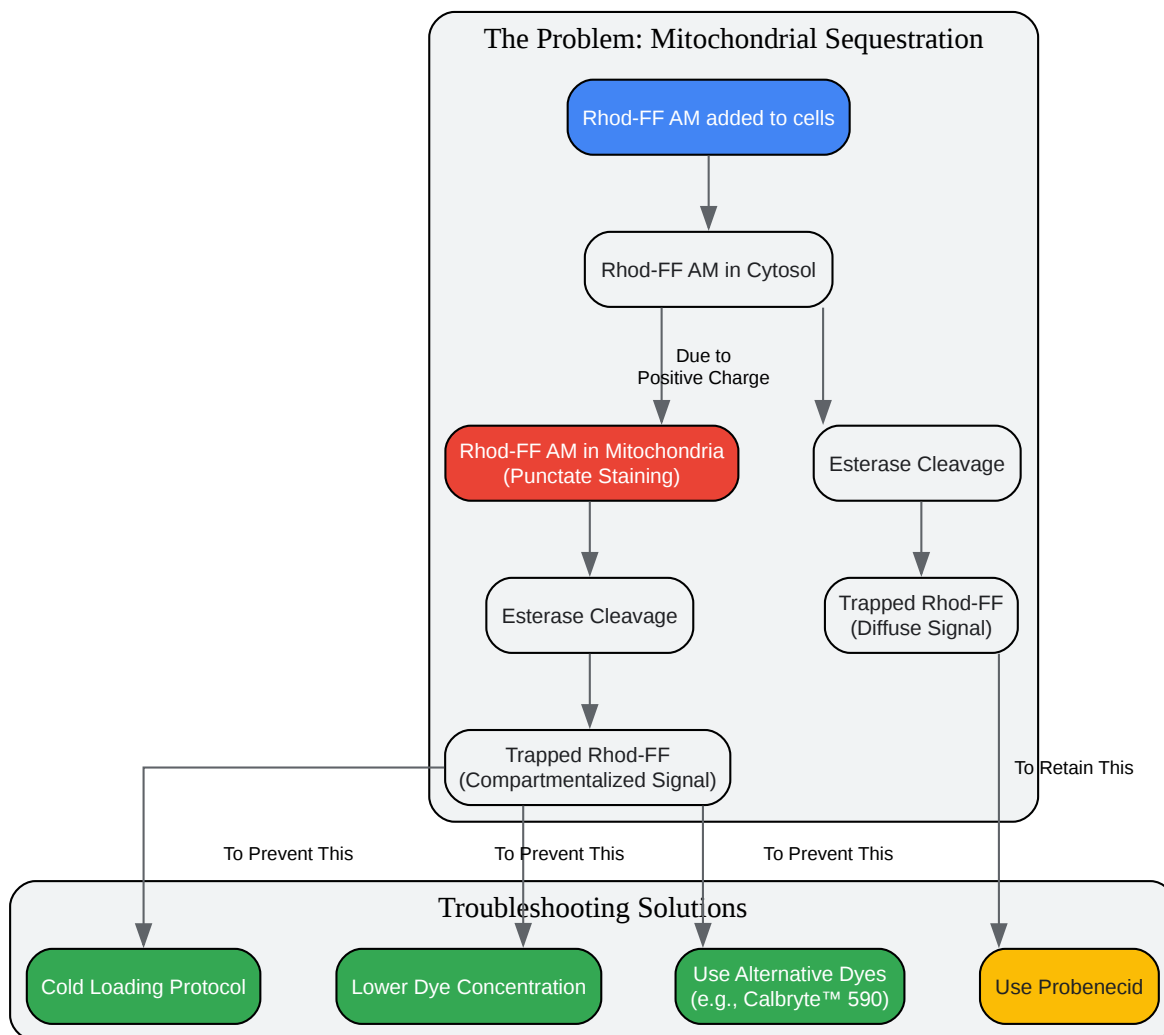 The Problem: Mitochondrial Sequestration
Rhod-FF AM added to cells
Rhod-FF AM in Cytosol
Due to
Positive Charge
Rhod-FF AM in Mitochondria
(Punctate Staining)
Esterase Cleavage
Esterase Cleavage
Trapped Rhod-FF
(Diffuse Signal)
Trapped Rhod-FF
(Compartmentalized Signal)
To Retain This
To Prevent This
To Prevent This
To Prevent This
Troubleshooting Solutions
Cold Loading Protocol
Lower Dye Concentration
Use Alternative Dyes
(e.g., Calbryte™ 590)
Use Probenecid